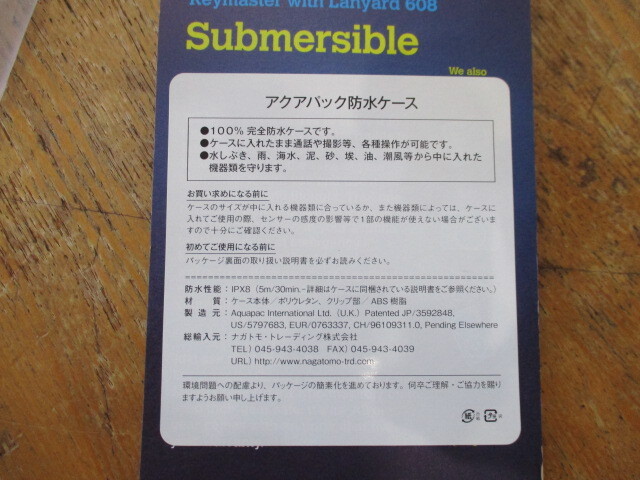 Keymaster with Lanyard 608
Submersible
We also
アクアパック防水ケース
●100% 完全防水ケースです。
●ケースに入れたまま通話や撮影等、各種操作が可能です。
●水しぶき、雨、海水、泥、砂、埃、油、潮風等から中に入れた
機器類を守ります。
お買い求めになる前に
ケースのサイズが中に入れる機器類に合っているか、また機器類によっては、ケースに
入れてご使用の際、センサーの感度の影響等で1部の機能が使えない場合がございま
すので十分にご確認ください。
初めてご使用になる前に
パッケージ裏面の取り扱い説明書を必ずお読みください。
防水性能：IPX8（5m/30min.-詳細はケースに同梱されている説明書をご参照ください。）
材　　質：ケース本体／ポリウレタン、クリップ部／ABS樹脂
製 造 元：Aquapac International Ltd.（U.K.）Patented JP/3592848,
US/5797683, EUR/0763337, CH/96109311.0, Pending Elsewhere
総輸入元：ナガトモ・トレーディング株式会社
TEL）045-943-4038　FAX）045-943-4039
URL）http://www.nagatomo-trd.com
環境問題への配慮より、パッケージの簡素化を進めております。何卒ご理解・ご協力を賜り
ますようお願い申し上げます。
紙 プラ